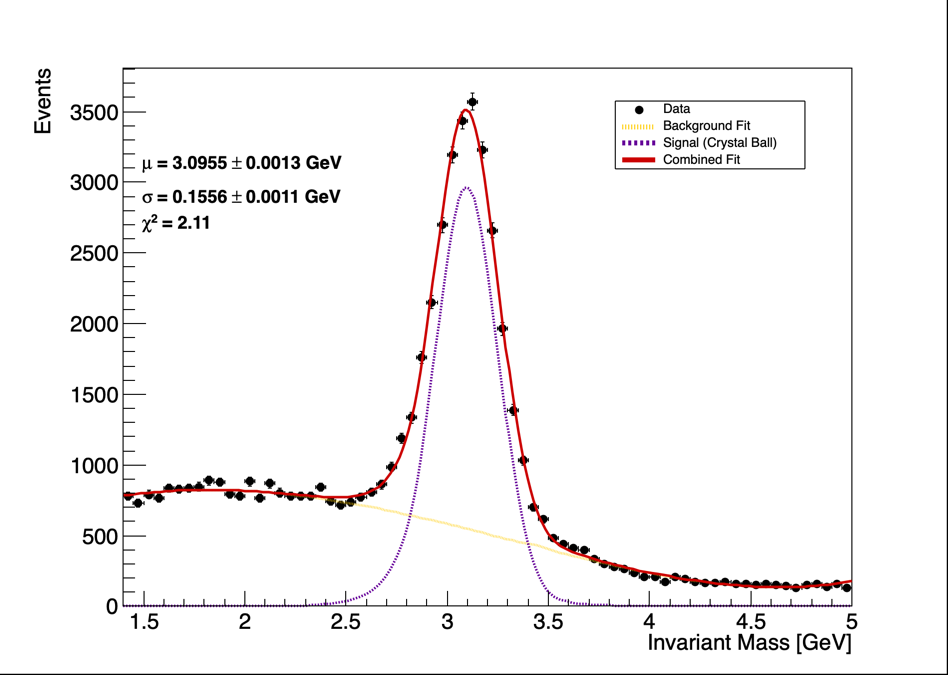 Events
3500
3000
2500
2000
1500
1000
500
0
μ = 3.0955 ± 0.0013 GeV
σ = 0.1556 ± 0.0011 GeV
χ² = 2.11
Data
Background Fit
Signal (Crystal Ball)
Combined Fit
1.5 2 2.5 3 3.5 4 4.5 5
Invariant Mass [GeV]